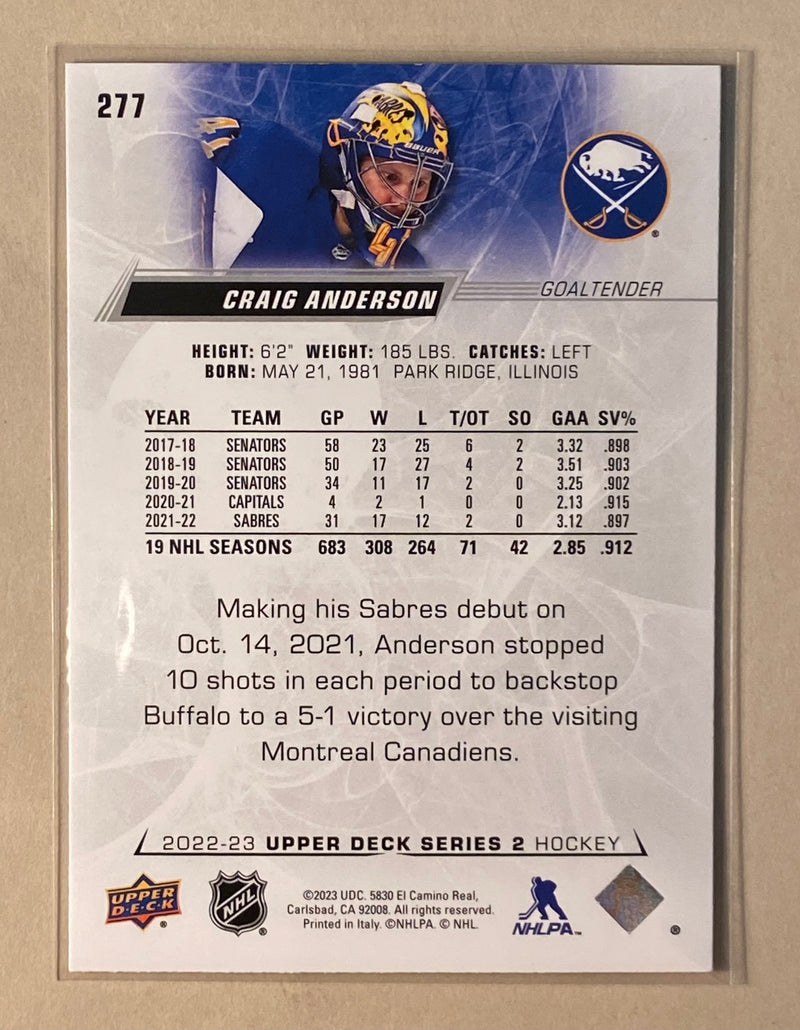 277
SABRES
BAUER
41
CRAIG ANDERSON
GOALTENDER
HEIGHT: 6'2" WEIGHT: 185 LBS. CATCHES: LEFT
BORN: MAY 21, 1981 PARK RIDGE, ILLINOIS
YEAR TEAM GP W L T/OT SO GAA SV%
2017-18 SENATORS 58 23 25 6 2 3.32 .898
2018-19 SENATORS 50 17 27 4 2 3.51 .903
2019-20 SENATORS 34 11 17 2 0 3.25 .902
2020-21 CAPITALS 4 2 1 0 0 2.13 .915
2021-22 SABRES 31 17 12 2 0 3.12 .897
19 NHL SEASONS 683 308 264 71 42 2.85 .912
Making his Sabres debut on
Oct. 14, 2021, Anderson stopped
10 shots in each period to backstop
Buffalo to a 5-1 victory over the visiting
Montreal Canadiens.
2022-23 UPPER DECK SERIES 2 HOCKEY
UPPER
D·E·C·K ®
NHL ®
©2023 UDC. 5830 El Camino Real,
Carlsbad, CA 92008. All rights reserved.
Printed in Italy. ©NHLPA. © NHL.
NHLPA™
®